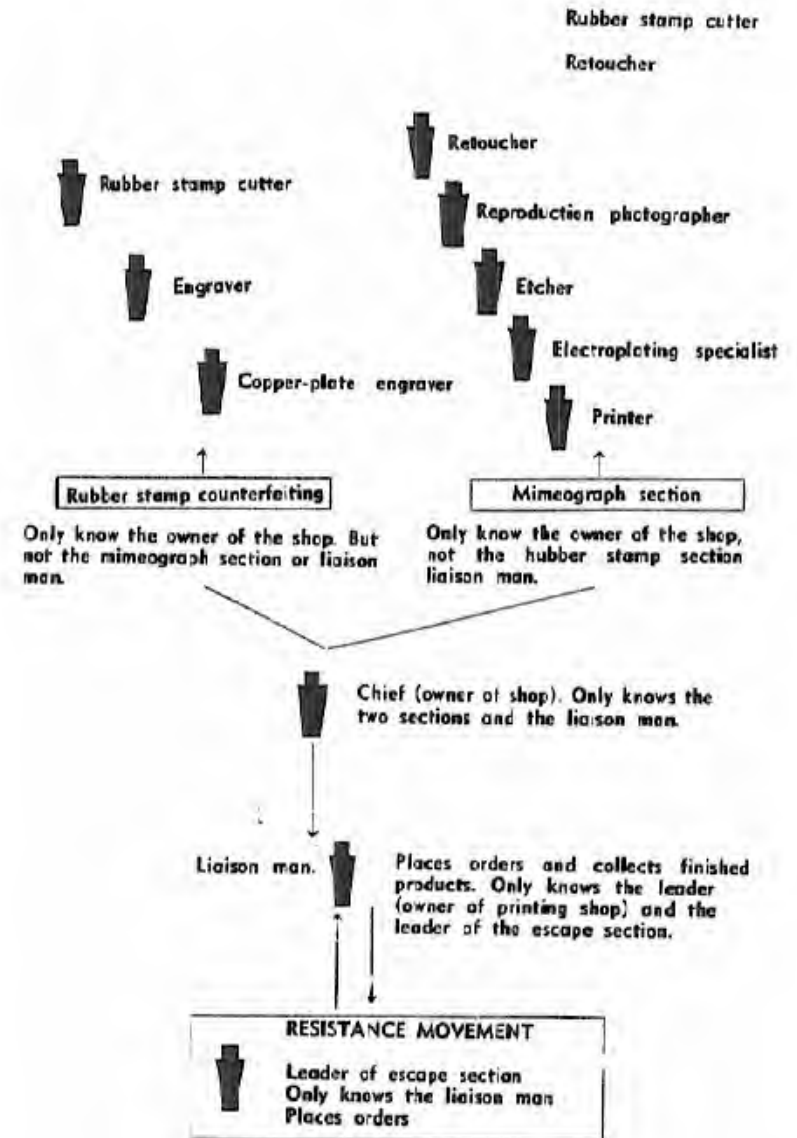 Rubber stamp cutter
Retoucher
Retoucher
Rubber stamp cutter
Reproduction photographer
Engraver
Etcher
Electroplating specialist
Copper-plate engraver
Printer
Rubber stamp counterfeiting
Only know the owner of the shop. But
not the mimeograph section or liaison
man.
Mimeograph section
Only know the owner of the shop,
not the hubber stamp section
liaison man.
Chief (owner of shop). Only knows the
two sections and the liaison man.
Liaison man.
Places orders and collects finished
products. Only knows the leader
(owner of printing shop) and the
leader of the escape section.
RESISTANCE MOVEMENT
Leader of escape section
Only knows the liaison man
Places orders